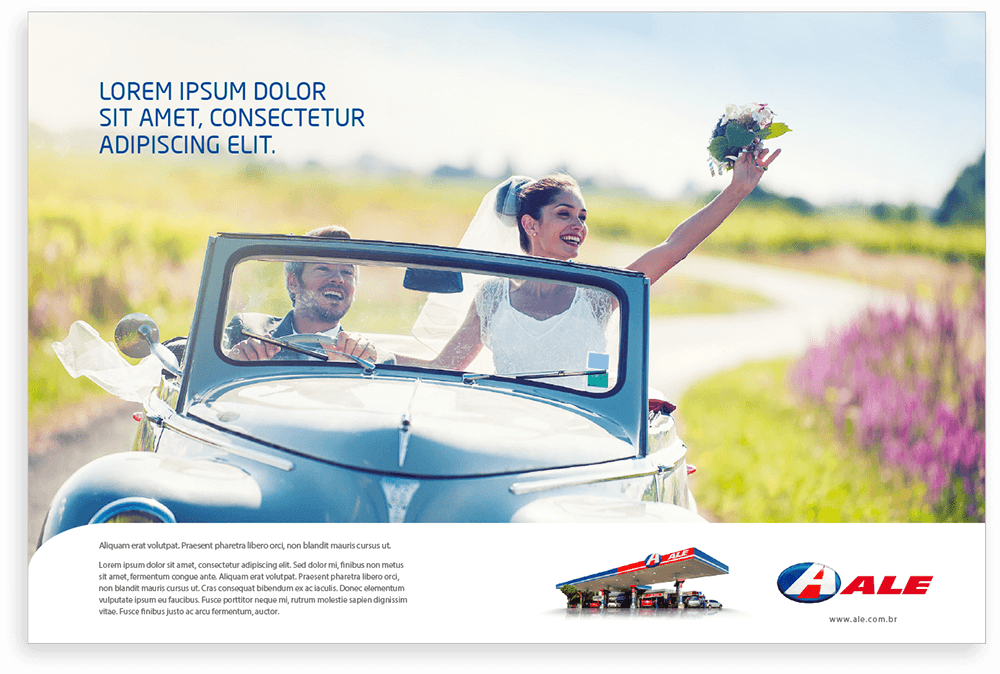 LOREM IPSUM DOLOR
SIT AMET, CONSECTETUR
ADIPISCING ELIT.
Aliquam erat volutpat. Praesent pharetra libero orci, non blandit mauris cursus ut.
Lorem ipsum dolor sit amet, consectetur adipiscing elit. Sed dolor mi, finibus non metus
sit amet, fermentum congue ante. Aliquam erat volutpat. Praesent pharetra libero orci,
non blandit mauris cursus ut. Cras consequat bibendum ex ac iaculis. Donec elementum
vulputate ipsum eu faucibus. Fusce porttitor neque mi, rutrum molestie sapien dignissim
vitae. Fusce finibus justo ac arcu fermentum, auctor.
A ALE
A ALE
www.ale.com.br